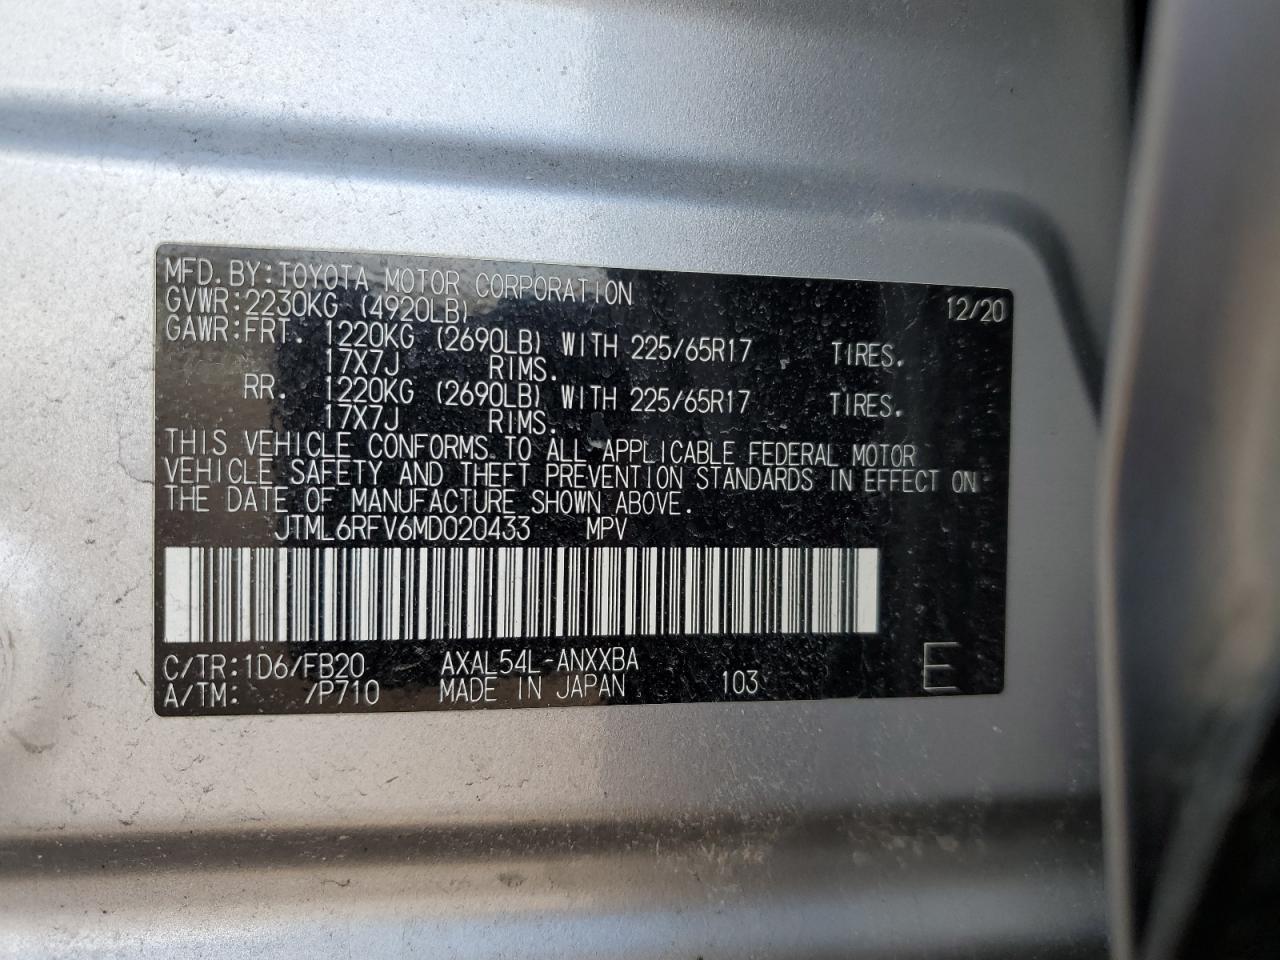 MFD. BY: TOYOTA MOTOR CORPORATION 12/20
GVWR: 2230KG (4920LB)
GAWR: FRT. 1220KG (2690LB) WITH 225/65R17 TIRES.
17X7J RIMS.
RR. 1220KG (2690LB) WITH 225/65R17 TIRES.
17X7J RIMS.
THIS VEHICLE CONFORMS TO ALL APPLICABLE FEDERAL MOTOR
VEHICLE SAFETY AND THEFT PREVENTION STANDARDS IN EFFECT ON
THE DATE OF MANUFACTURE SHOWN ABOVE.
JTML6RFV6MD020433 MPV
C/TR: 1D6/FB20 AXAL54L-ANXXBA
A/TM: /P710 MADE IN JAPAN 103 E